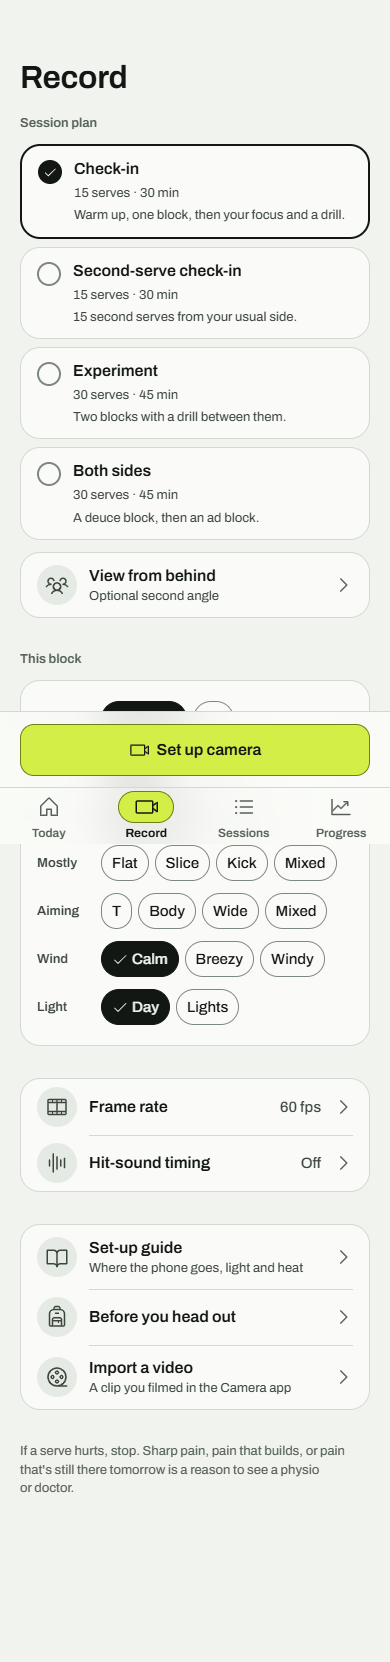 Record
Session plan
Check-in
15 serves · 30 min
Warm up, one block, then your focus and a drill.
Second-serve check-in
15 serves · 30 min
15 second serves from your usual side.
Experiment
30 serves · 45 min
Two blocks with a drill between them.
Both sides
30 serves · 45 min
A deuce block, then an ad block.
View from behind
Optional second angle
This block
Set up camera
Today Record Sessions Progress
Mostly Flat Slice Kick Mixed
Aiming T Body Wide Mixed
Wind Calm Breezy Windy
Light Day Lights
Frame rate 60 fps
Hit-sound timing Off
Set-up guide
Where the phone goes, light and heat
Before you head out
Import a video
A clip you filmed in the Camera app
If a serve hurts, stop. Sharp pain, pain that builds, or pain
that's still there tomorrow is a reason to see a physio
or doctor.